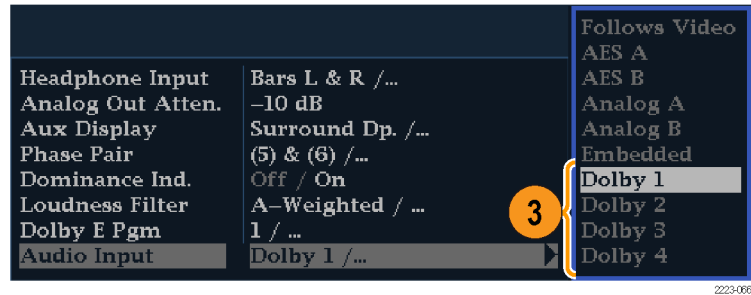 Headphone Input Bars L & R /...
Analog Out Atten. –10 dB
Aux Display Surround Dp. /...
Phase Pair (5) & (6) /...
Dominance Ind. Off / On
Loudness Filter A–Weighted / ...
Dolby E Pgm 1 / ...
Audio Input Dolby 1 /...
Follows Video
AES A
AES B
Analog A
Analog B
Embedded
Dolby 1
Dolby 2
Dolby 3
Dolby 4
3
2223-066